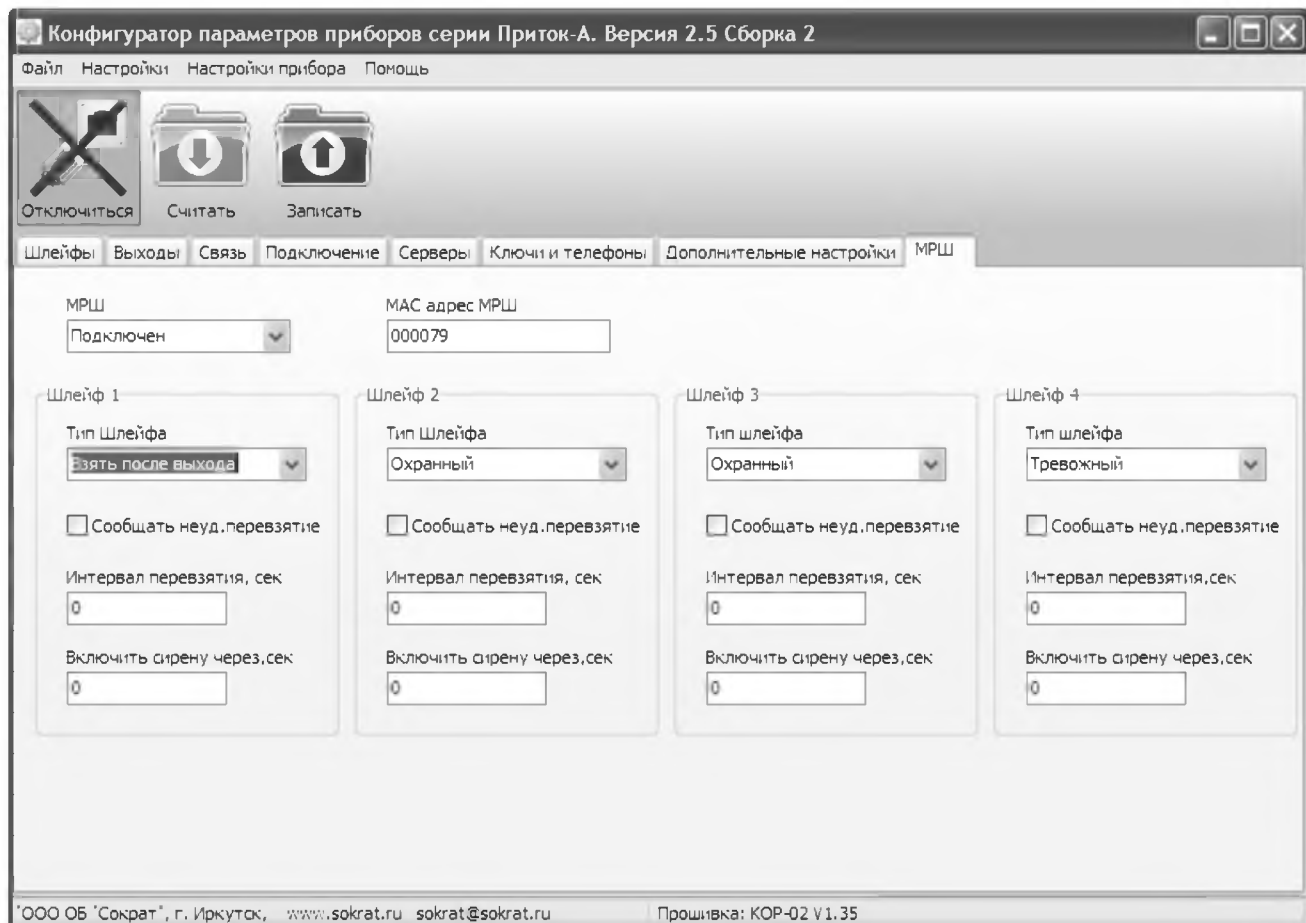 Конфигуратор параметров приборов серии Приток-А. Версия 2.5 Сборка 2
Файл Настройки Настройки прибора Помощь
Отключиться Считать Записать
Шлейфы Выходы Связь Подключение Серверы Ключи и телефоны Дополнительные настройки МРШ
МРШ MAC адрес МРШ
Подключен 000079
Шлейф 1 Шлейф 2 Шлейф 3 Шлейф 4
Тип Шлейфа Тип Шлейфа Тип шлейфа Тип шлейфа
Взять после выхода Охранный Охранный Тревожный
Сообщать неуд.перевзятие Сообщать неуд.перевзятие Сообщать неуд.перевзятие Сообщать неуд.перевзятие
Интервал перевзятия, сек Интервал перевзятия, сек Интервал перевзятия, сек Интервал перевзятия,сек
0 0 0 0
Включить сирену через,сек Включить сирену через,сек Включить сирену через,сек Включить сирену через,сек
0 0 0 0
"ООО ОБ "Сократ", г. Иркутск, www.sokrat.ru sokrat@sokrat.ru Прошивка: КОР-02 V1.35